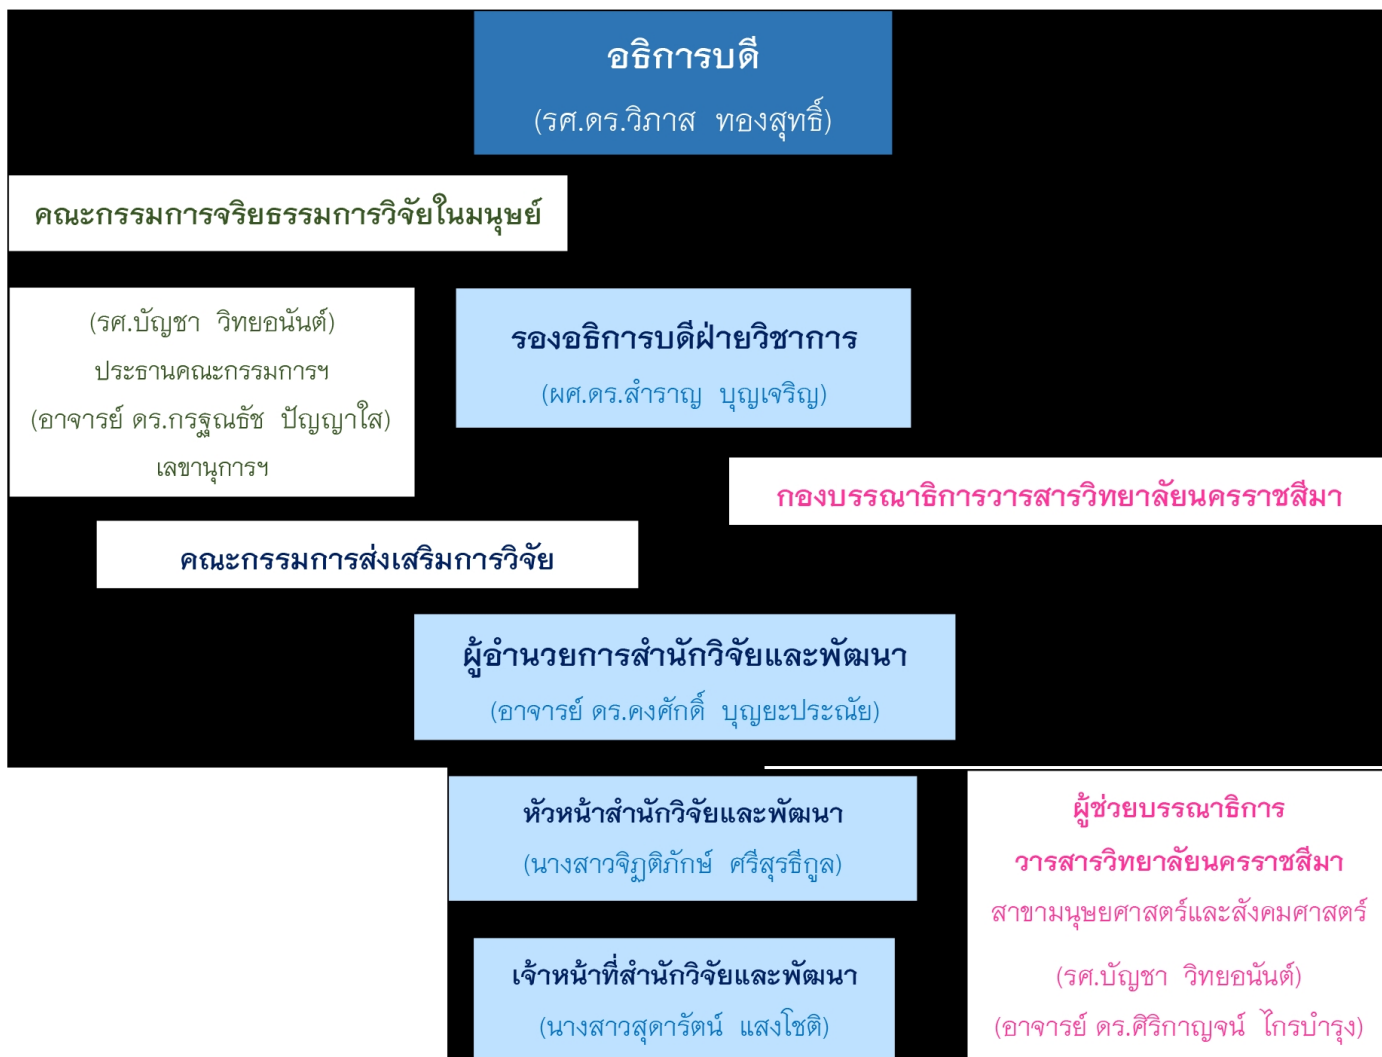 อธิการบดี
(รศ.ดร.วิภาส ทองสุทธิ์)
คณะกรรมการจริยธรรมการวิจัยในมนุษย์
(รศ.บัญชา วิทยอนันต์)
ประธานคณะกรรมการฯ
(อาจารย์ ดร.กรฐณธัช ปัญญาใส)
เลขานุการฯ
รองอธิการบดีฝ่ายวิชาการ
(ผศ.ดร.สำราญ บุญเจริญ)
กองบรรณาธิการวารสารวิทยาลัยนครราชสีมา
คณะกรรมการส่งเสริมการวิจัย
ผู้อำนวยการสำนักวิจัยและพัฒนา
(อาจารย์ ดร.คงศักดิ์ บุญยะประณัย)
หัวหน้าสำนักวิจัยและพัฒนา
(นางสาวจิฏติภักษ์ ศรีสุรธีกูล)
เจ้าหน้าที่สำนักวิจัยและพัฒนา
(นางสาวสุดารัตน์ แสงโชติ)
ผู้ช่วยบรรณาธิการ
วารสารวิทยาลัยนครราชสีมา
สาขามนุษยศาสตร์และสังคมศาสตร์
(รศ.บัญชา วิทยอนันต์)
(อาจารย์ ดร.ศิริกาญจน์ ไกรบำรุง)